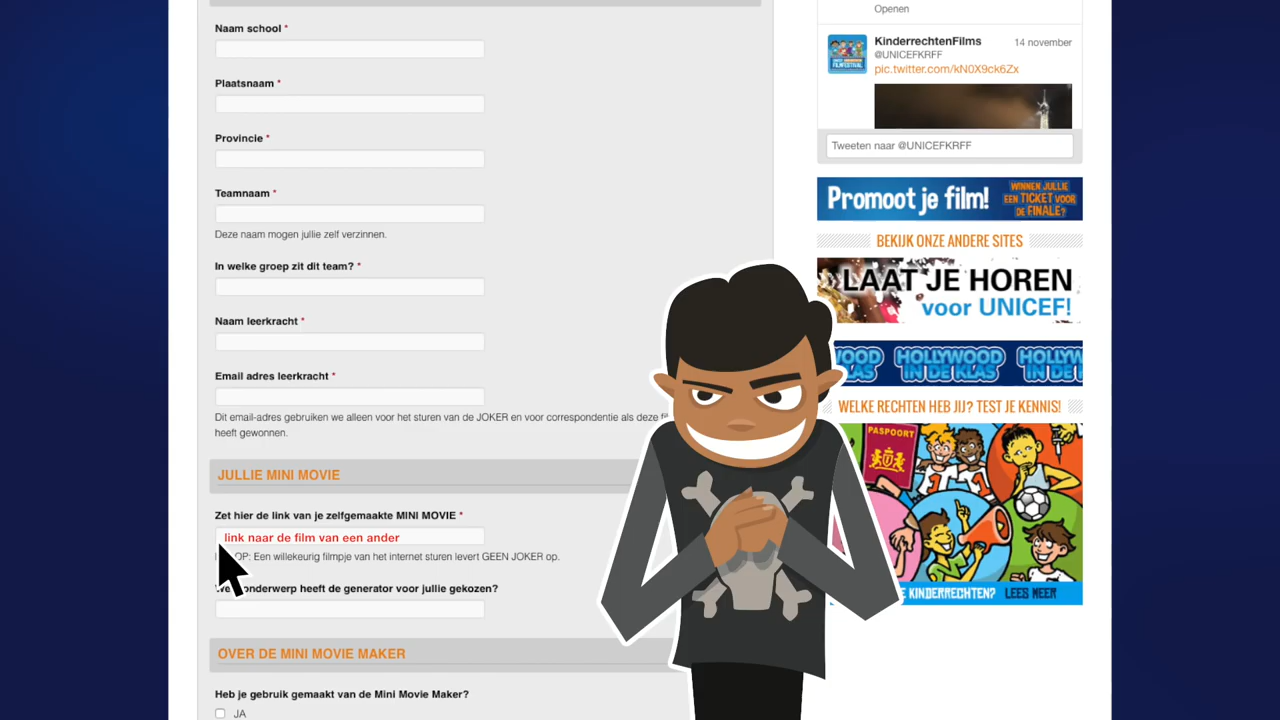 Naam school *
Plaatsnaam *
Provincie *
Teamnaam *
Deze naam mogen jullie zelf verzinnen.
In welke groep zit dit team? *
Naam leerkracht *
Email adres leerkracht *
Dit email-adres gebruiken we alleen voor het sturen van de JOKER en voor correspondentie als deze
heeft gewonnen.
JULLIE MINI MOVIE
Zet hier de link van je zelfgemaakte MINI MOVIE *
link naar de film van een ander
OP: Een willekeurig filmpje van het internet sturen levert GEEN JOKER op.
onderwerp heeft de generator voor jullie gekozen?
OVER DE MINI MOVIE MAKER
Heb je gebruik gemaakt van de Mini Movie Maker?
JA
Openen
KinderrechtenFilms 14 november
@UNICEFKRFF
pic.twitter.com/kN0X9ck6Zx
Tweeten naar @UNICEFKRFF
Promoot je film!
WINNEN JULLIE
EEN TICKET VOOR
DE FINALE?
BEKIJK ONZE ANDERE SITES
LAAT JE HOREN
voor UNICEF!
HOLLYWOOD
IN DE KLAS
WELKE RECHTEN HEB JIJ? TEST JE KENNIS!
PASPOORT
KINDERRECHTEN? LEES MEER